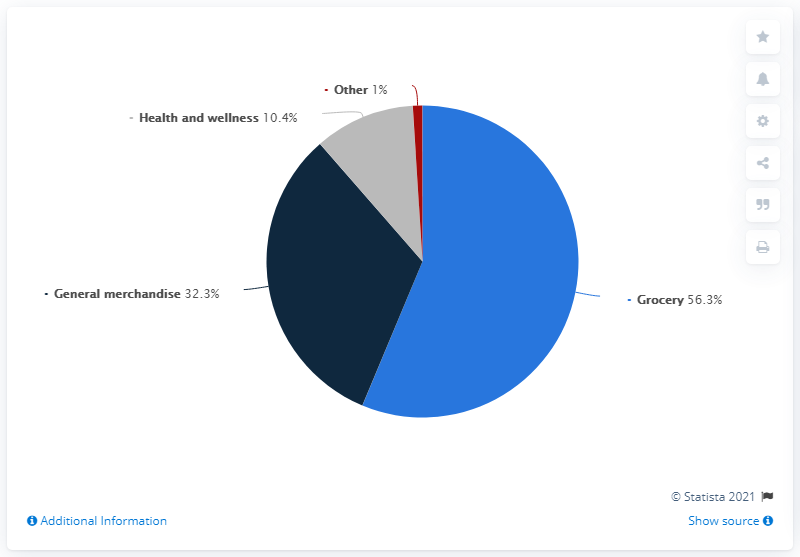 Other 1%
Health and wellness 10.4%
General merchandise 32.3%
Grocery 56.3%
© Statista 2021
Additional Information
Show source